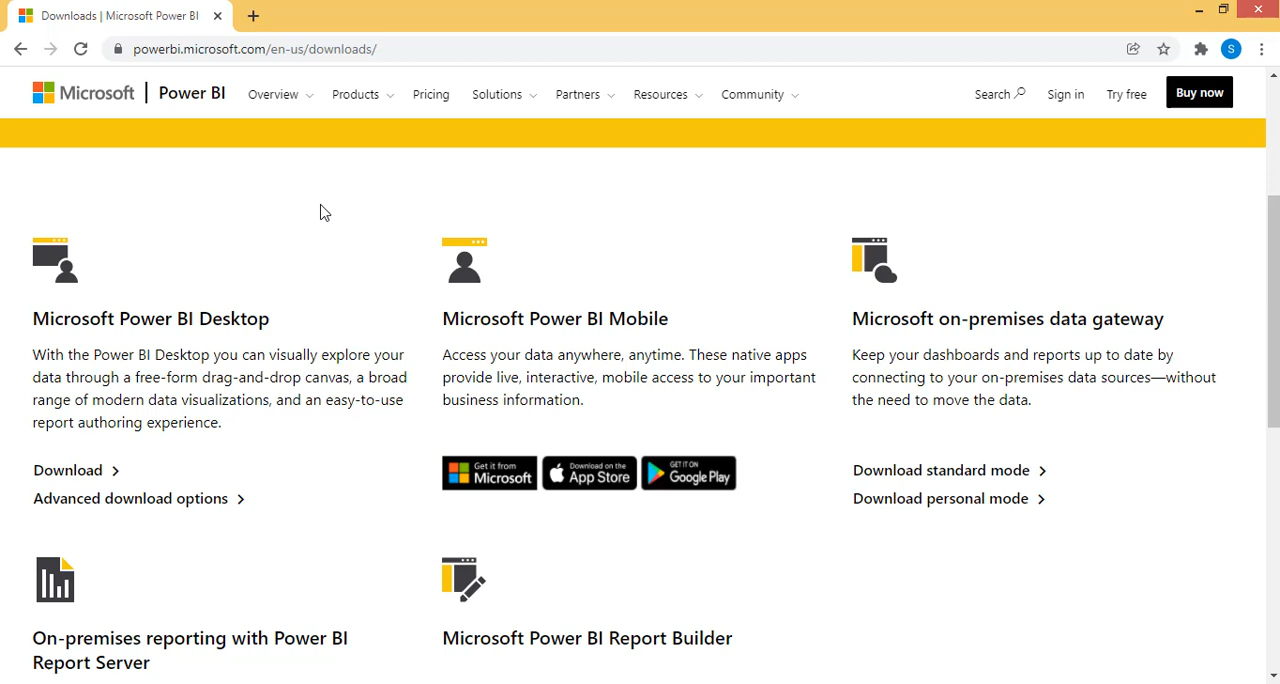 Downloads | Microsoft Power BI
powerbi.microsoft.com/en-us/downloads/
S
Microsoft | Power BI Overview Products Pricing Solutions Partners Resources Community Search Sign in Try free Buy now
Microsoft Power BI Desktop
With the Power BI Desktop you can visually explore your
data through a free-form drag-and-drop canvas, a broad
range of modern data visualizations, and an easy-to-use
report authoring experience.
Download
Advanced download options
Microsoft Power BI Mobile
Access your data anywhere, anytime. These native apps
provide live, interactive, mobile access to your important
business information.
Get it from
Microsoft
Download on the
App Store
GET IT ON
Google Play
Microsoft on-premises data gateway
Keep your dashboards and reports up to date by
connecting to your on-premises data sources—without
the need to move the data.
Download standard mode
Download personal mode
On-premises reporting with Power BI
Report Server
Microsoft Power BI Report Builder